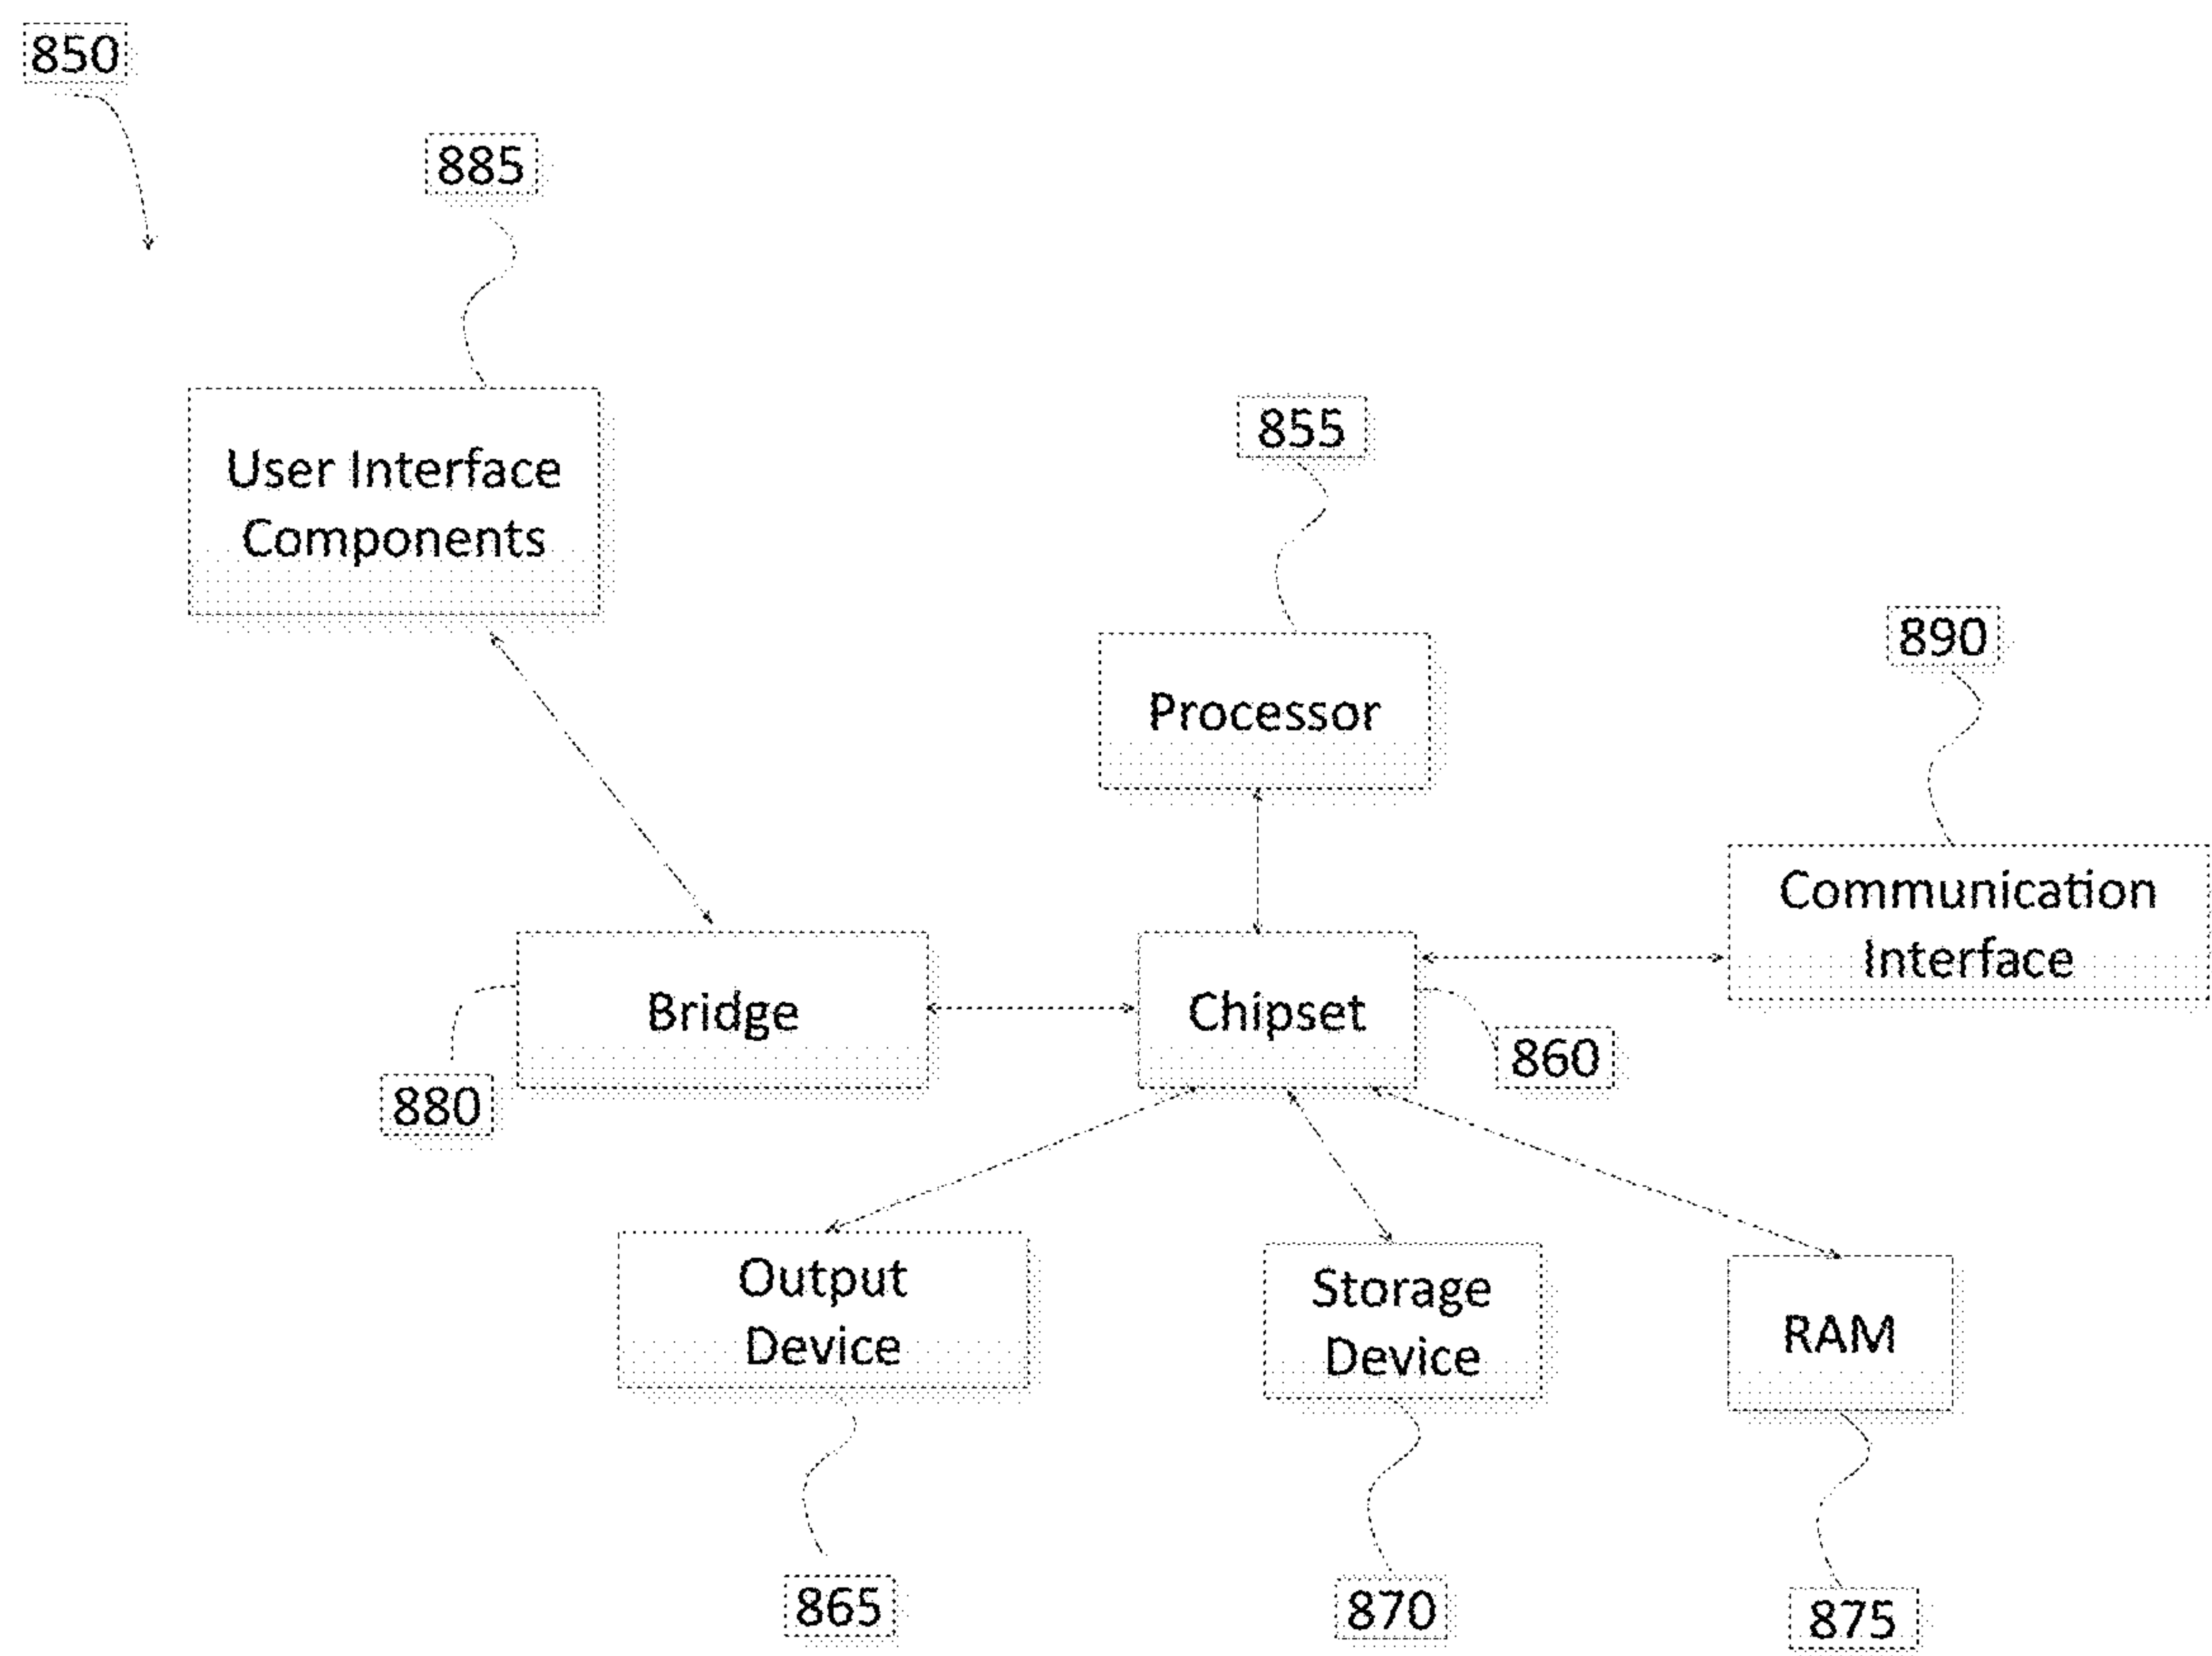 850
885
User Interface
Components
855
Processor
890
Communication
Interface
Bridge
Chipset
860
880
Output
Device
Storage
Device
RAM
865
870
875